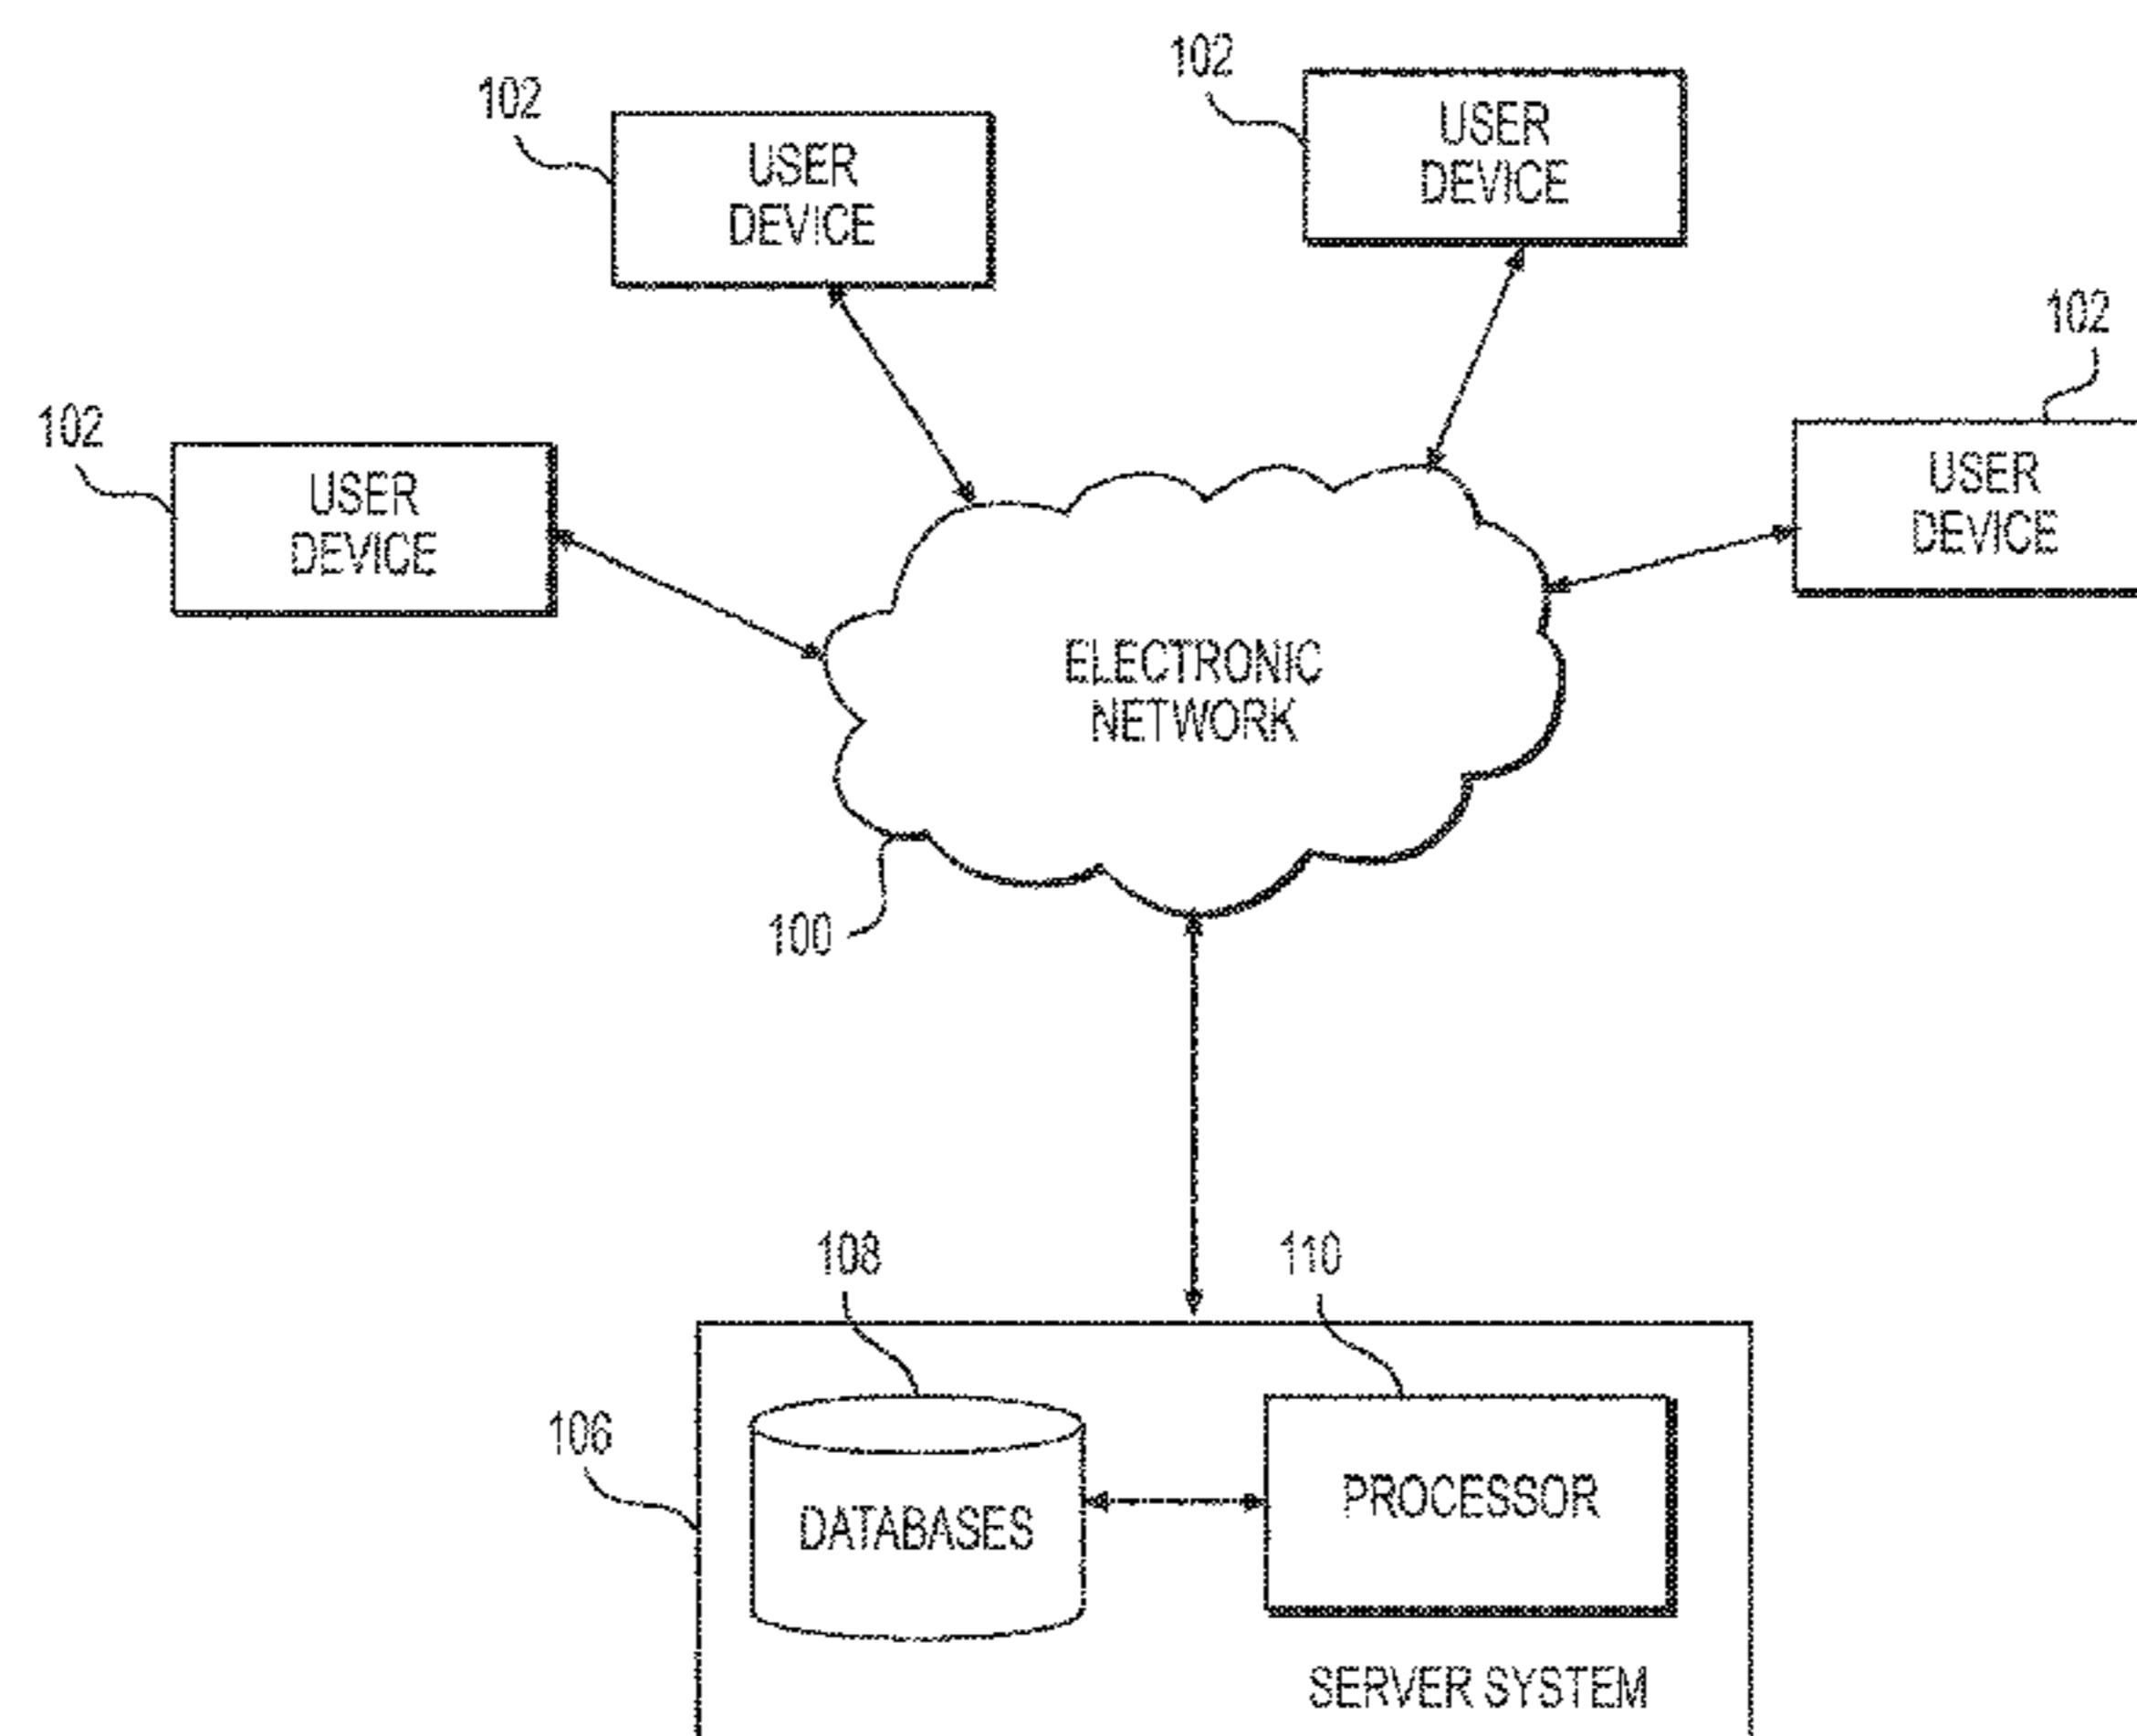 102
USER
DEVICE
102
USER
DEVICE
102
USER
DEVICE
102
USER
DEVICE
ELECTRONIC
NETWORK
100
108
110
106
DATABASES
PROCESSOR
SERVER SYSTEM